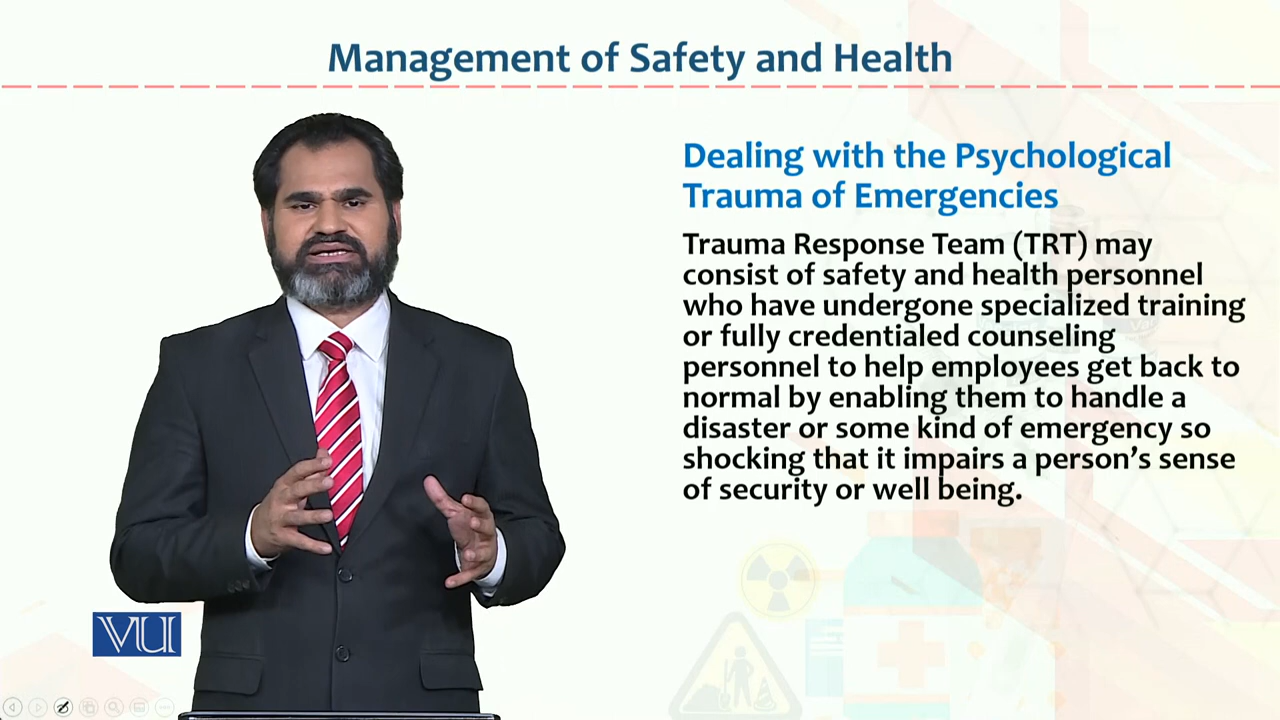 Management of Safety and Health
Dealing with the Psychological
Trauma of Emergencies
Trauma Response Team (TRT) may
consist of safety and health personnel
who have undergone specialized training
or fully credentialed counseling
personnel to help employees get back to
normal by enabling them to handle a
disaster or some kind of emergency so
shocking that it impairs a person’s sense
of security or well being.
VU